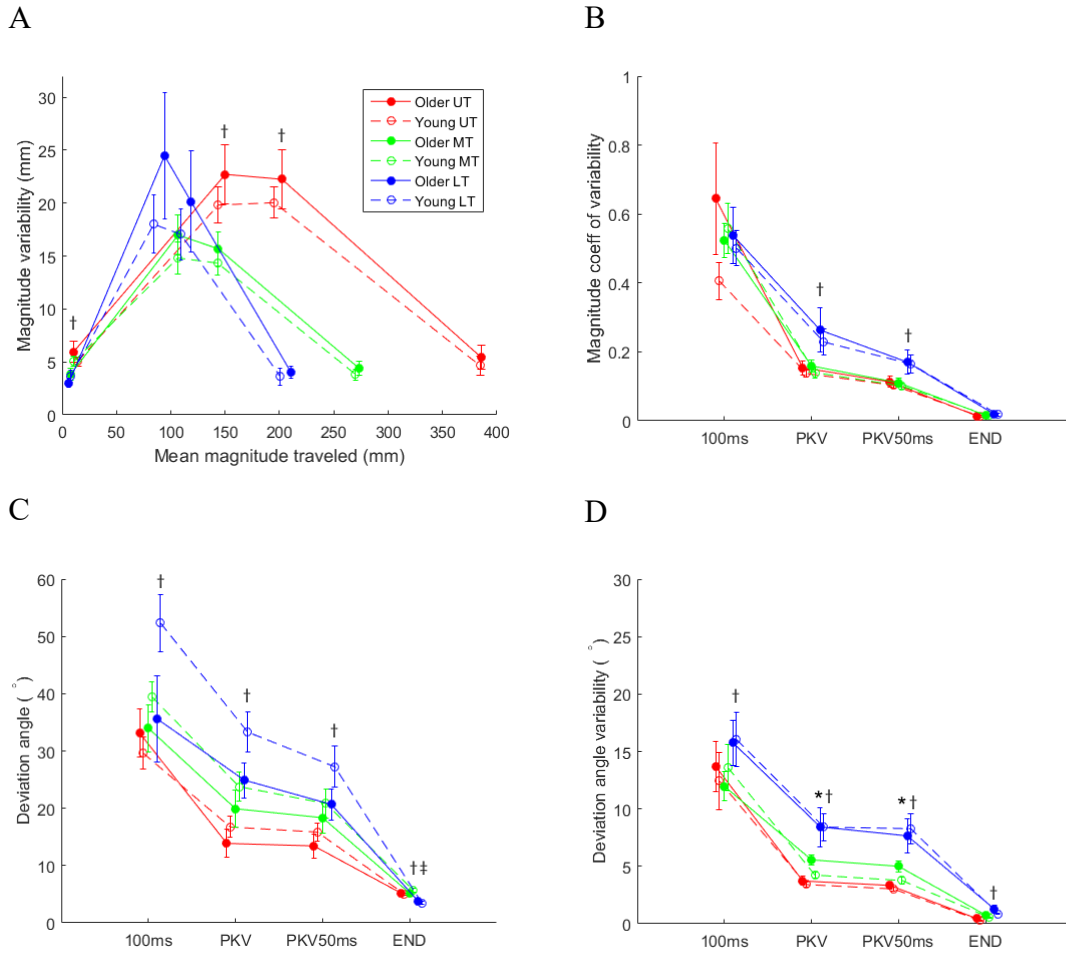 A
B
Magnitude variability (mm)
30
25
20
15
10
5
0
† † †
0 50 100 150 200 250 300 350 400
Mean magnitude traveled (mm)
Older UT
Young UT
Older MT
Young MT
Older LT
Young LT
Magnitude coeff of variability
1
0.8
0.6
0.4
0.2
0
† †
100ms PKV PKV50ms END
C
D
Deviation angle ( ° )
60
50
40
30
20
10
0
† † † †‡
100ms PKV PKV50ms END
Deviation angle variability ( ° )
30
25
20
15
10
5
0
† *† *† †
100ms PKV PKV50ms END